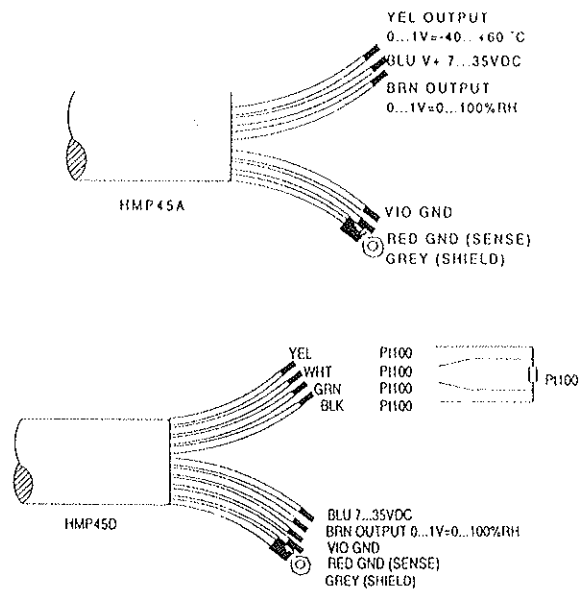 YEL OUTPUT
0...1V=-40... +60 °C
BLU V+ 7...35VDC
BRN OUTPUT
0...1V=0...100%RH
HMP45A
VIO GND
RED GND (SENSE)
GREY (SHIELD)
YEL Pt100
WHT Pt100
GRN Pt100
BLK Pt100
Pt100
HMP45D
BLU 7...35VDC
BRN OUTPUT 0...1V=0...100%RH
VIO GND
RED GND (SENSE)
GREY (SHIELD)